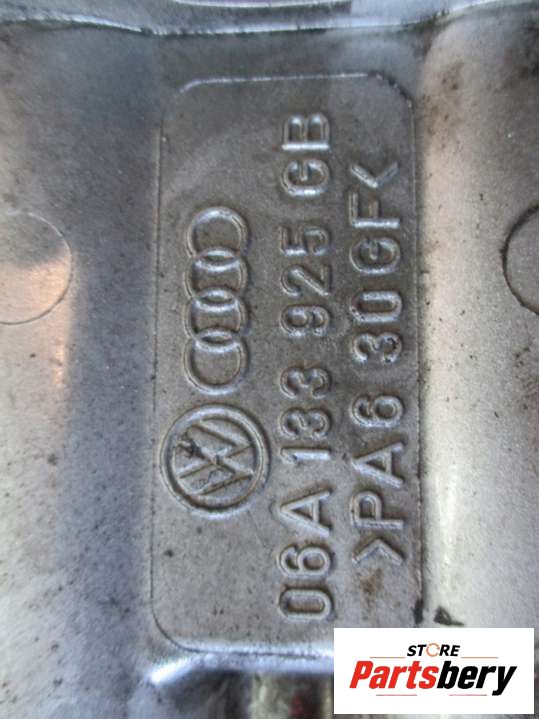 06A 133 925 GB
>PA6 30GF<
STORE
Partsbery